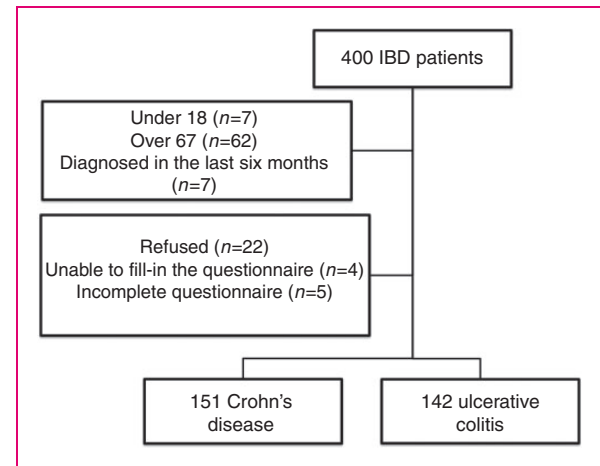 400 IBD patients
Under 18 (n=7)
Over 67 (n=62)
Diagnosed in the last six months
(n=7)
Refused (n=22)
Unable to fill-in the questionnaire (n=4)
Incomplete questionnaire (n=5)
151 Crohn's
disease
142 ulcerative
colitis